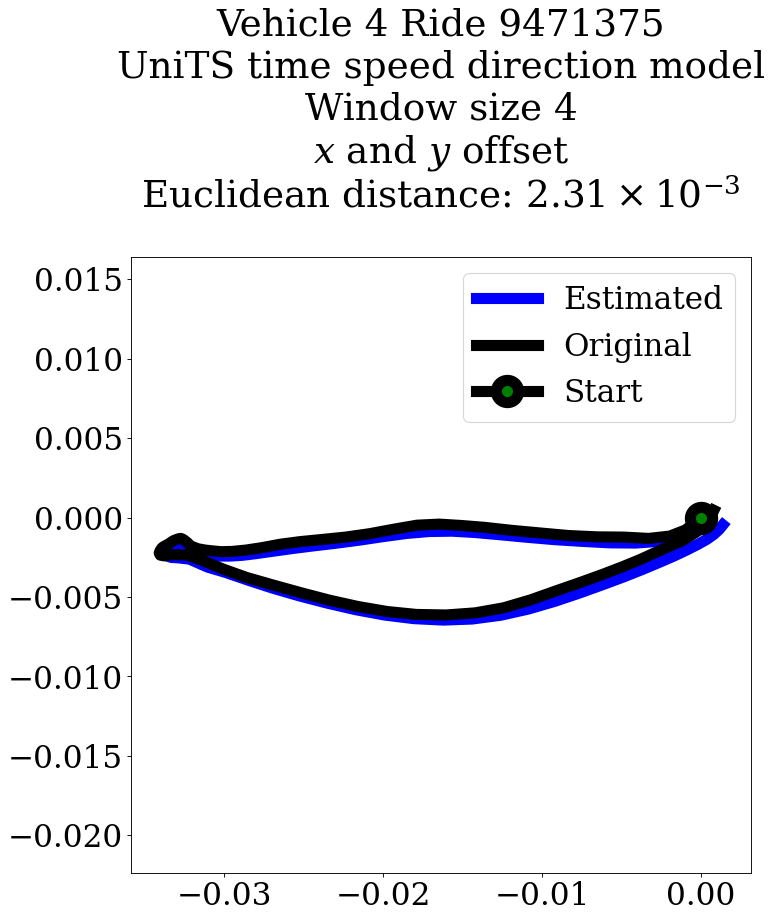 Vehicle 4 Ride 9471375
UniTS time speed direction model
Window size 4
x and y offset
Euclidean distance: 2.31 × 10⁻³
Estimated
Original
Start
0.015
0.010
0.005
0.000
−0.005
−0.010
−0.015
−0.020
−0.03
−0.02
−0.01
0.00